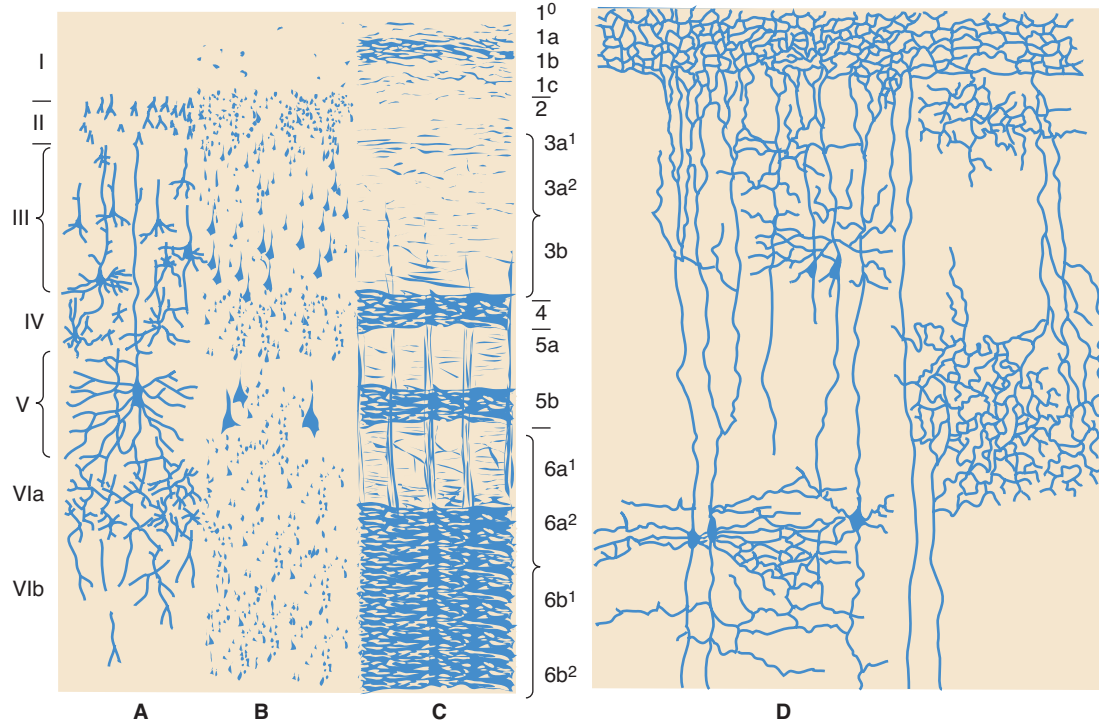 I
II
III
IV
V
VIa
VIb
1⁰
1a
1b
1c
2
3a¹
3a²
3b
4
5a
5b
6a¹
6a²
6b¹
6b²
A
B
C
D